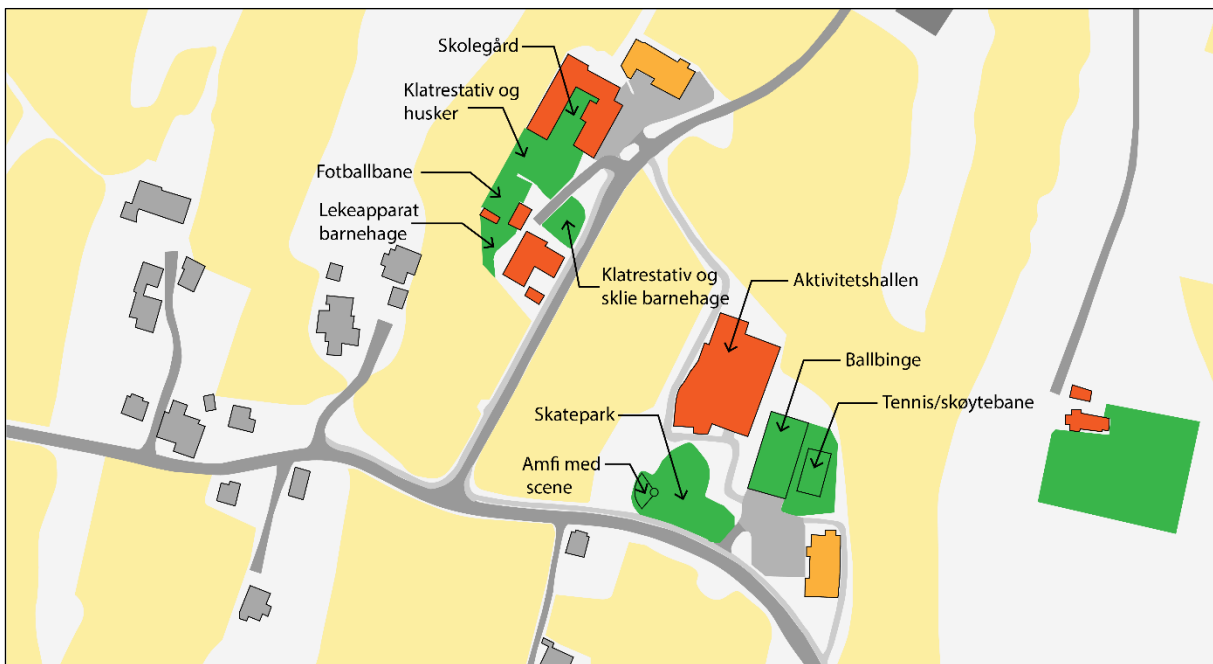 Skolegård
Klatrestativ og
husker
Fotballbane
Lekeapparat
barnehage
Klatrestativ og
sklie barnehage
Aktivitetshallen
Ballbinge
Tennis/skøytebane
Skatepark
Amfi med
scene